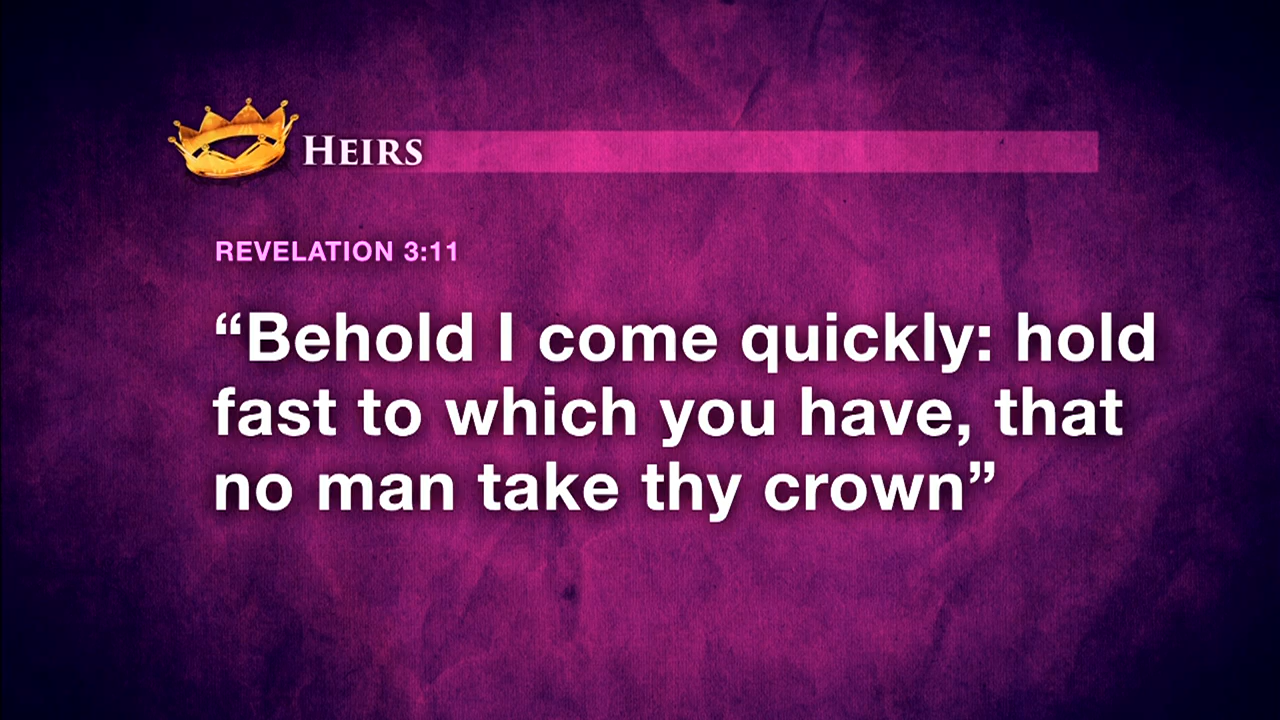 Heirs
REVELATION 3:11
“Behold I come quickly: hold
fast to which you have, that
no man take thy crown”